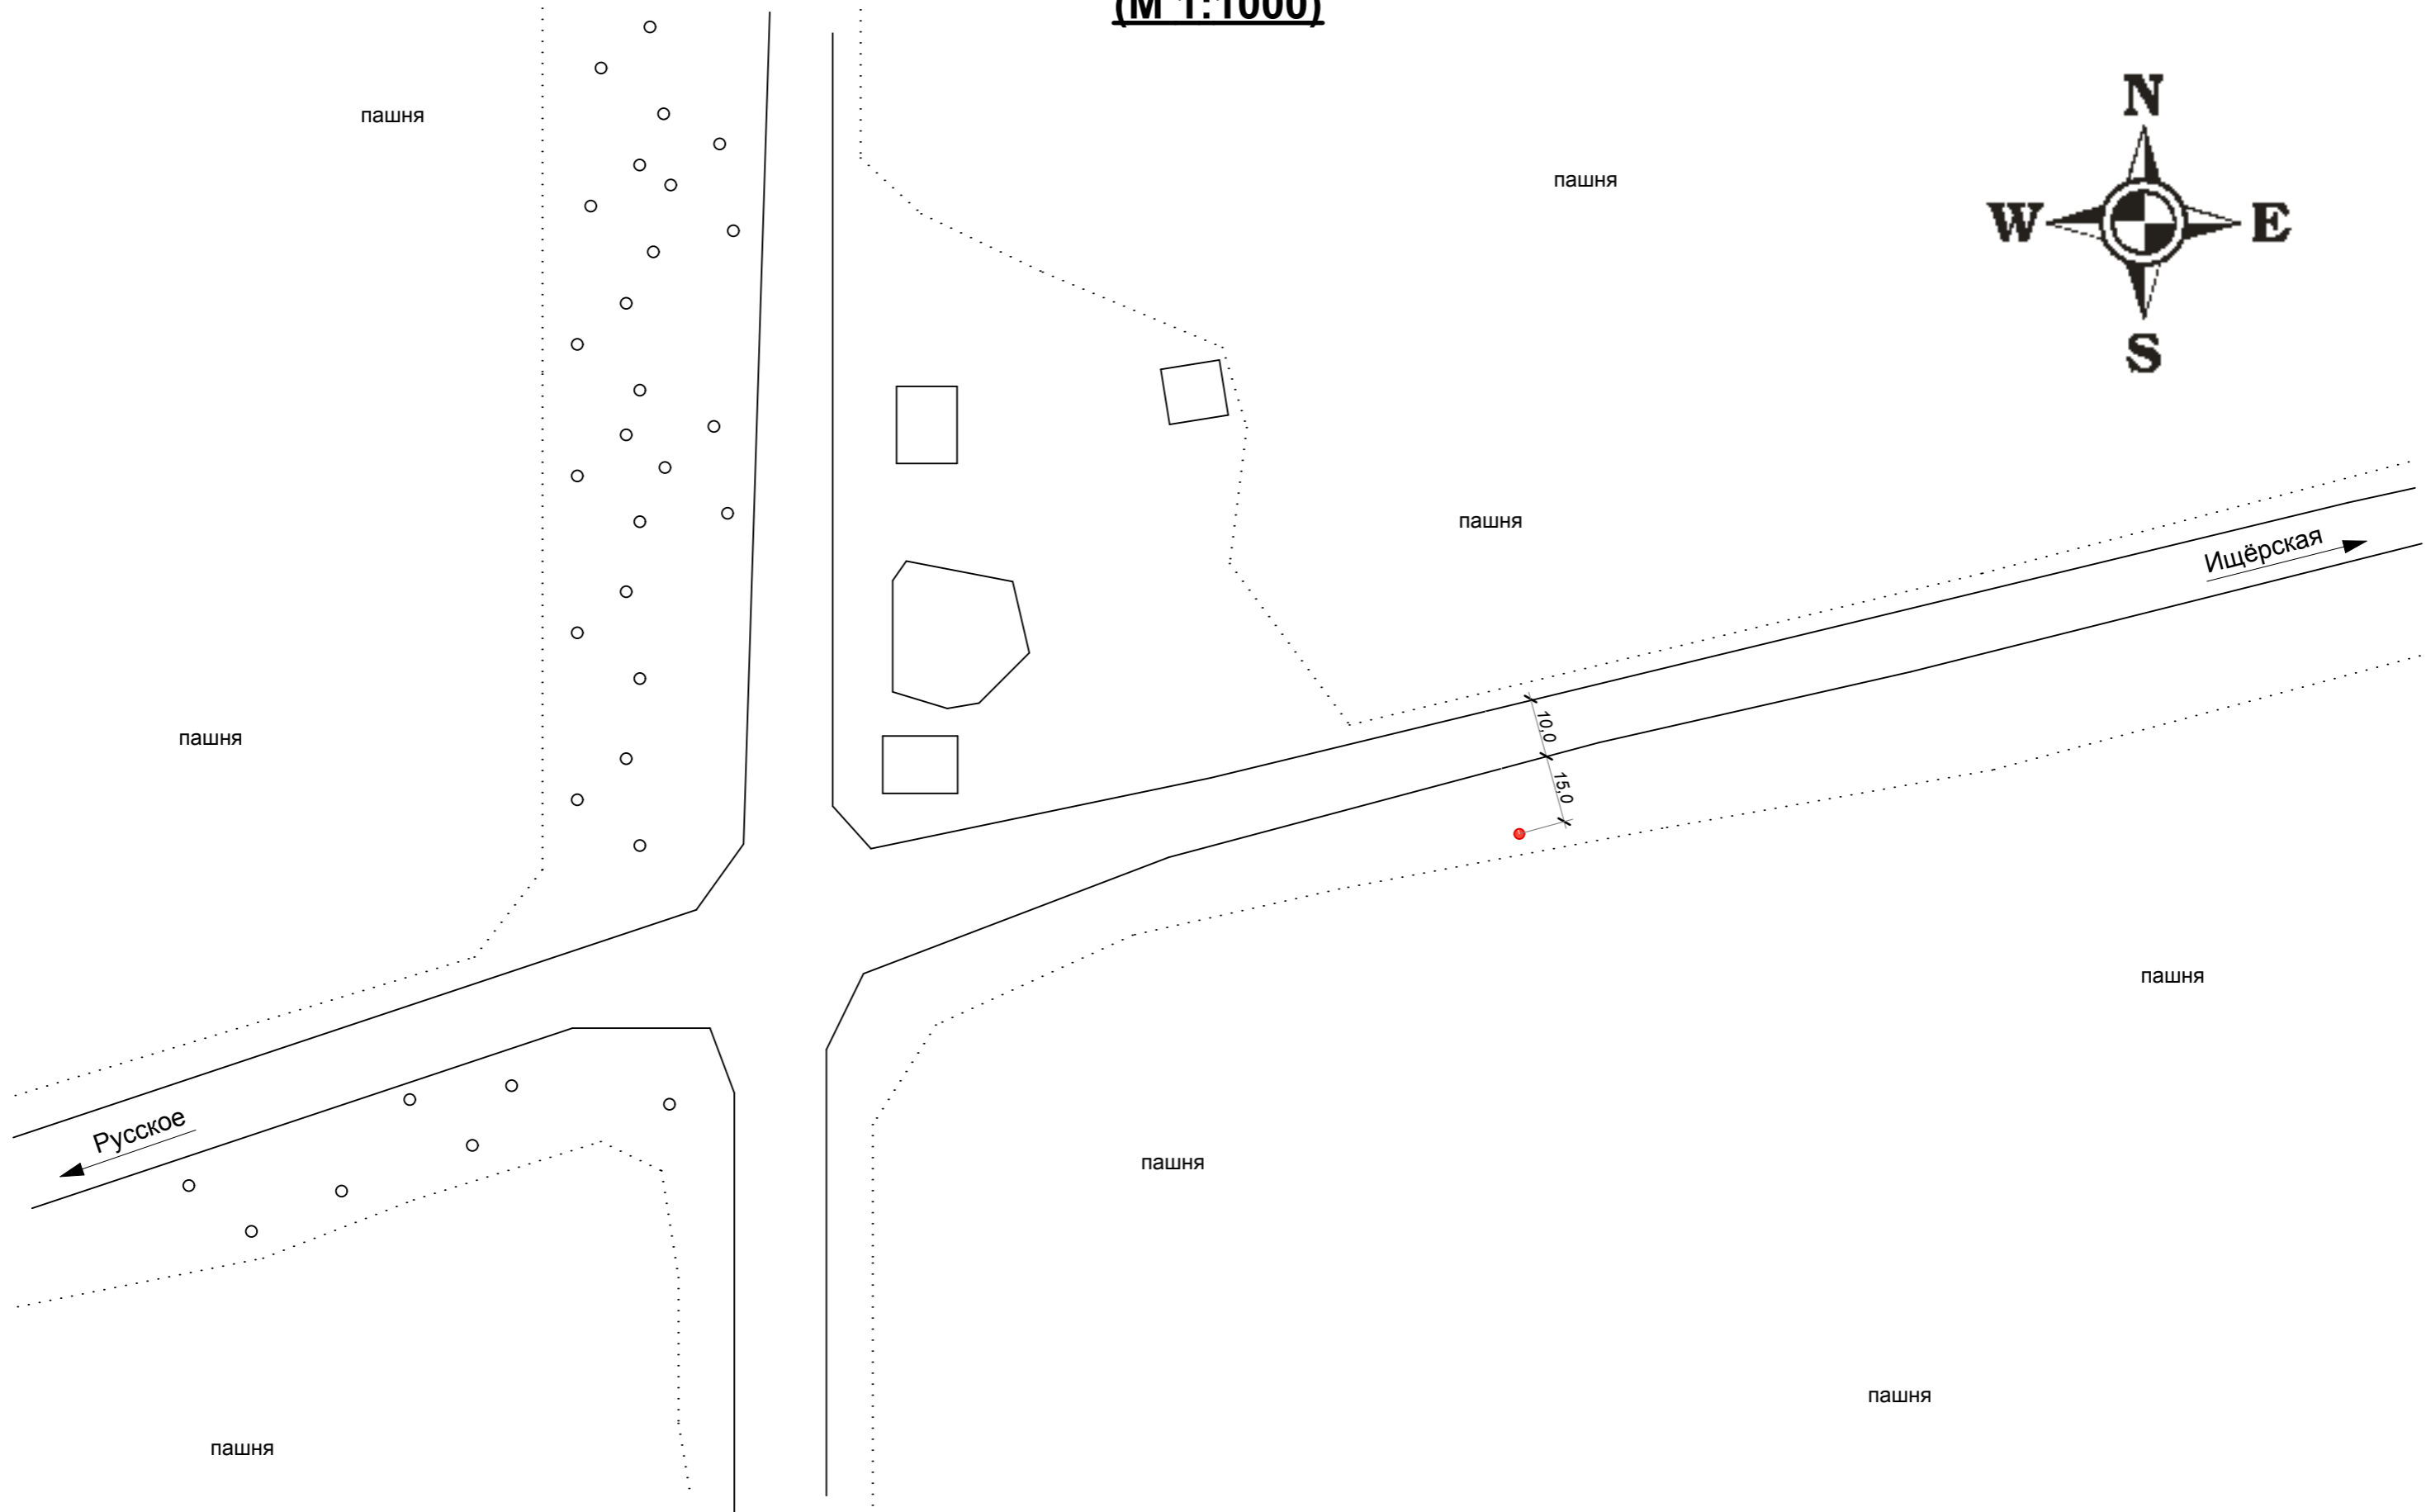 (М 1:1000)
N
пашня
пашня
W E
S
пашня
Ищёрская
10,0
15,0
пашня
пашня
Русское
пашня
пашня
пашня